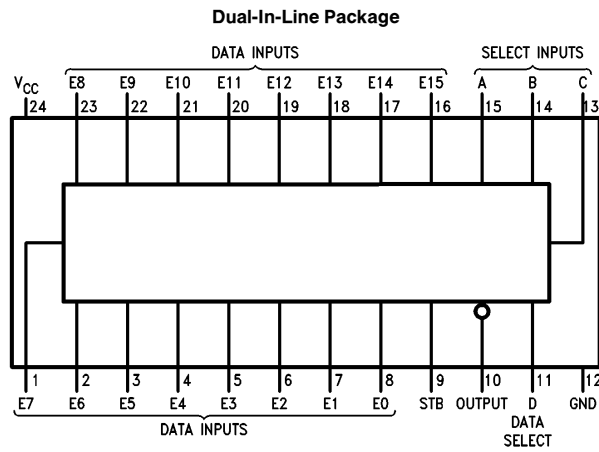 Dual-In-Line Package
DATA INPUTS SELECT INPUTS
VCC E8 E9 E10 E11 E12 E13 E14 E15 A B C
24 23 22 21 20 19 18 17 16 15 14 13
1 2 3 4 5 6 7 8 9 10 11 12
E7 E6 E5 E4 E3 E2 E1 E0 STB OUTPUT D GND
DATA INPUTS DATA
SELECT